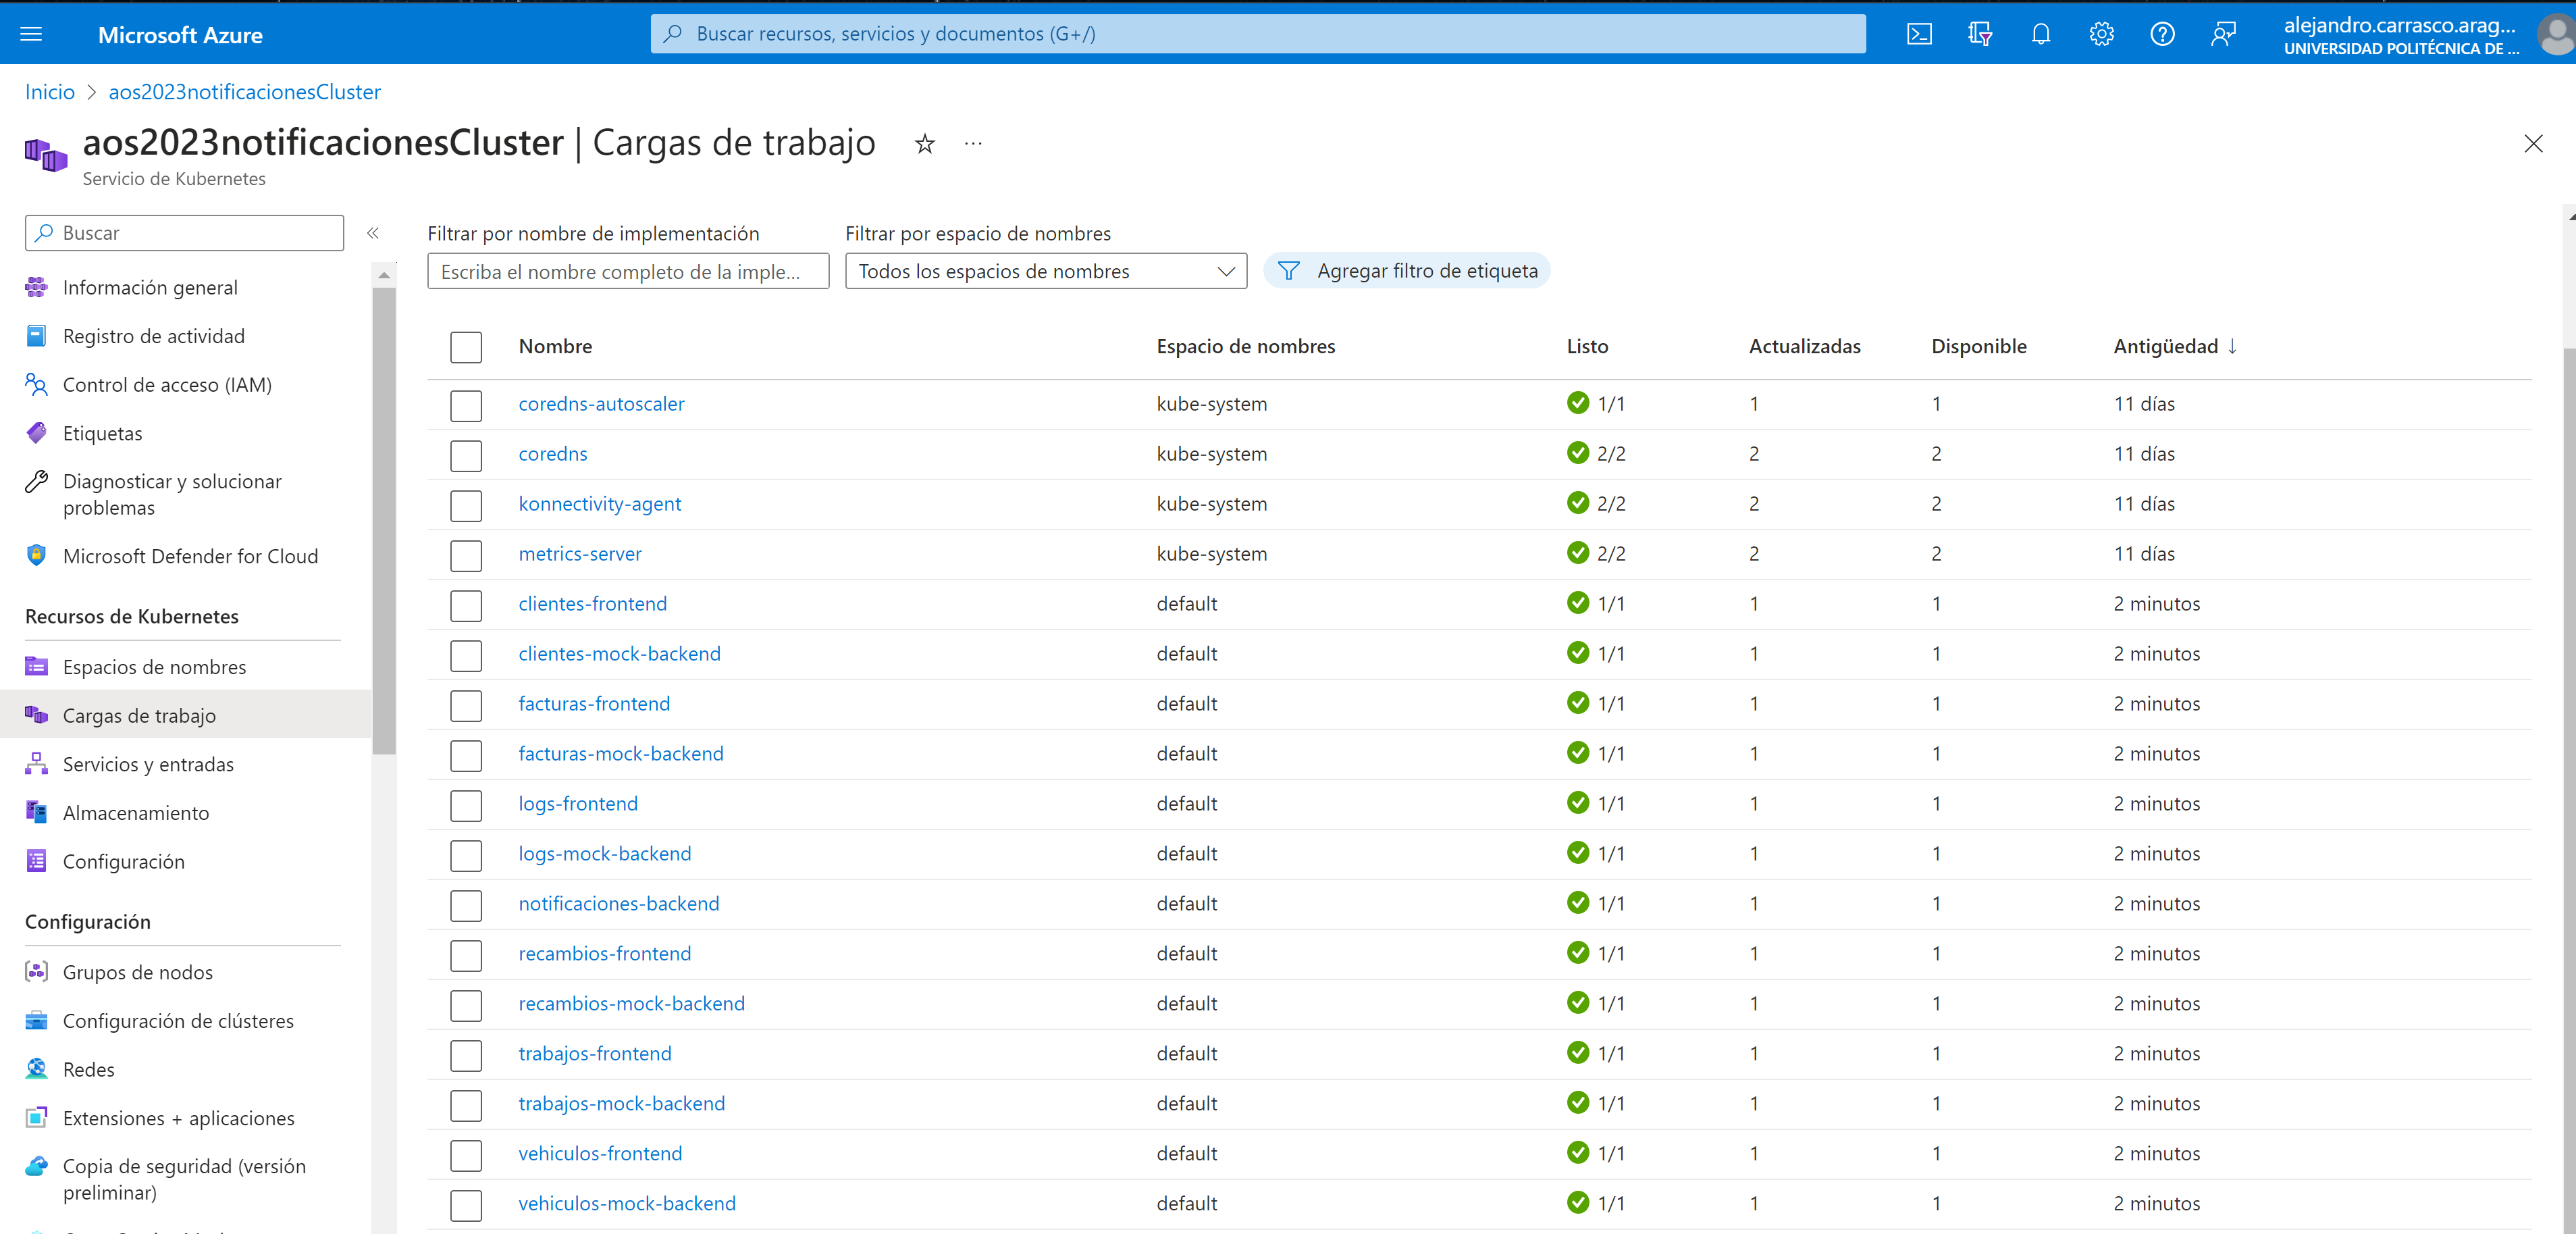 Microsoft Azure
Buscar recursos, servicios y documentos (G+/)
alejandro.carrasco.arag...
UNIVERSIDAD POLITÉCNICA DE ...
Inicio > aos2023notificacionesCluster
aos2023notificacionesCluster | Cargas de trabajo ...
Servicio de Kubernetes
Buscar
Información general
Registro de actividad
Control de acceso (IAM)
Etiquetas
Diagnosticar y solucionar
problemas
Microsoft Defender for Cloud
Recursos de Kubernetes
Espacios de nombres
Cargas de trabajo
Servicios y entradas
Almacenamiento
Configuración
Configuración
Grupos de nodos
Configuración de clústeres
Redes
Extensiones + aplicaciones
Copia de seguridad (versión
preliminar)
Filtrar por nombre de implementación
Escriba el nombre completo de la imple...
Filtrar por espacio de nombres
Todos los espacios de nombres
Agregar filtro de etiqueta
Nombre Espacio de nombres Listo Actualizadas Disponible Antigüedad ↓
coredns-autoscaler kube-system 1/1 1 1 11 días
coredns kube-system 2/2 2 2 11 días
konnectivity-agent kube-system 2/2 2 2 11 días
metrics-server kube-system 2/2 2 2 11 días
clientes-frontend default 1/1 1 1 2 minutos
clientes-mock-backend default 1/1 1 1 2 minutos
facturas-frontend default 1/1 1 1 2 minutos
facturas-mock-backend default 1/1 1 1 2 minutos
logs-frontend default 1/1 1 1 2 minutos
logs-mock-backend default 1/1 1 1 2 minutos
notificaciones-backend default 1/1 1 1 2 minutos
recambios-frontend default 1/1 1 1 2 minutos
recambios-mock-backend default 1/1 1 1 2 minutos
trabajos-frontend default 1/1 1 1 2 minutos
trabajos-mock-backend default 1/1 1 1 2 minutos
vehiculos-frontend default 1/1 1 1 2 minutos
vehiculos-mock-backend default 1/1 1 1 2 minutos